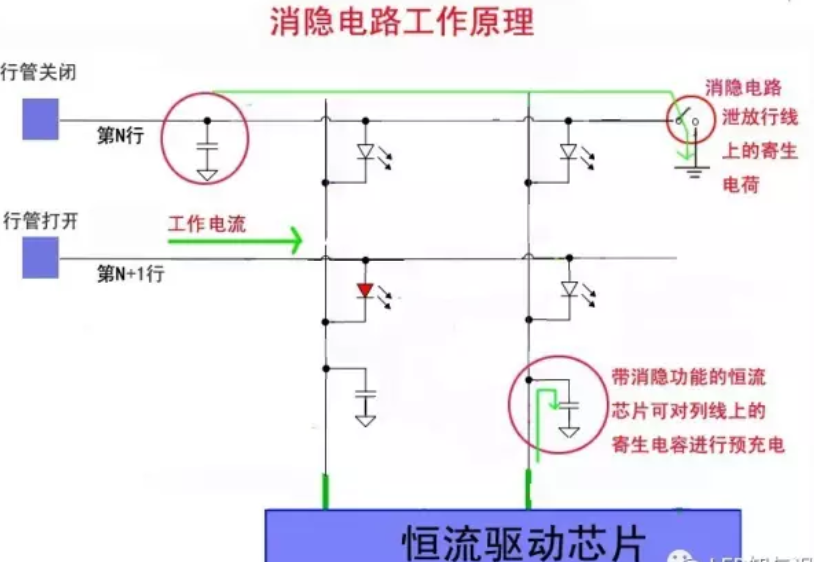 消隐电路工作原理
行管关闭
消隐电路
泄放行线
上的寄生
电荷
第N行
行管打开
工作电流
第N+1行
带消隐功能的恒流
芯片可对列线上的
寄生电容进行预充电
恒流驱动芯片